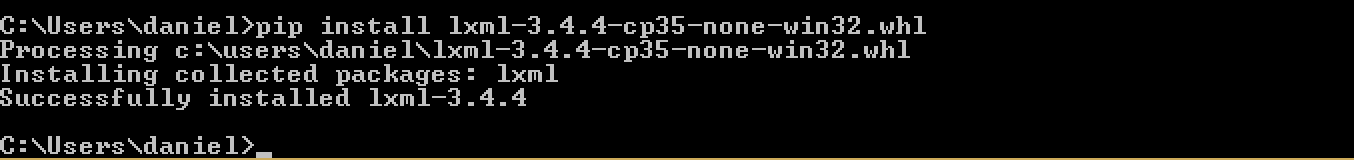 C:\Users\daniel>pip install lxml-3.4.4-cp35-none-win32.whl
Processing c:\users\daniel\lxml-3.4.4-cp35-none-win32.whl
Installing collected packages: lxml
Successfully installed lxml-3.4.4
C:\Users\daniel>_